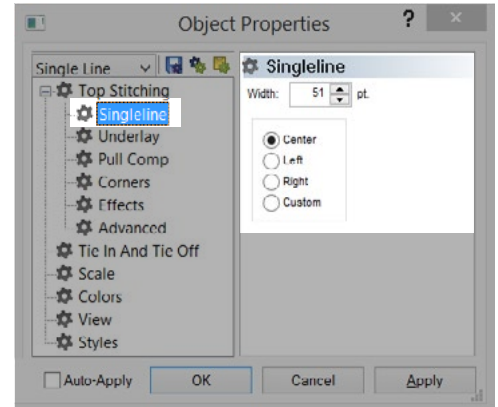 Object Properties
?
Single Line
Top Stitching
Singleline
Underlay
Pull Comp
Corners
Effects
Advanced
Tie In And Tie Off
Scale
Colors
View
Styles
Singleline
Width: 51 pt.
Center
Left
Right
Custom
Auto-Apply OK Cancel Apply